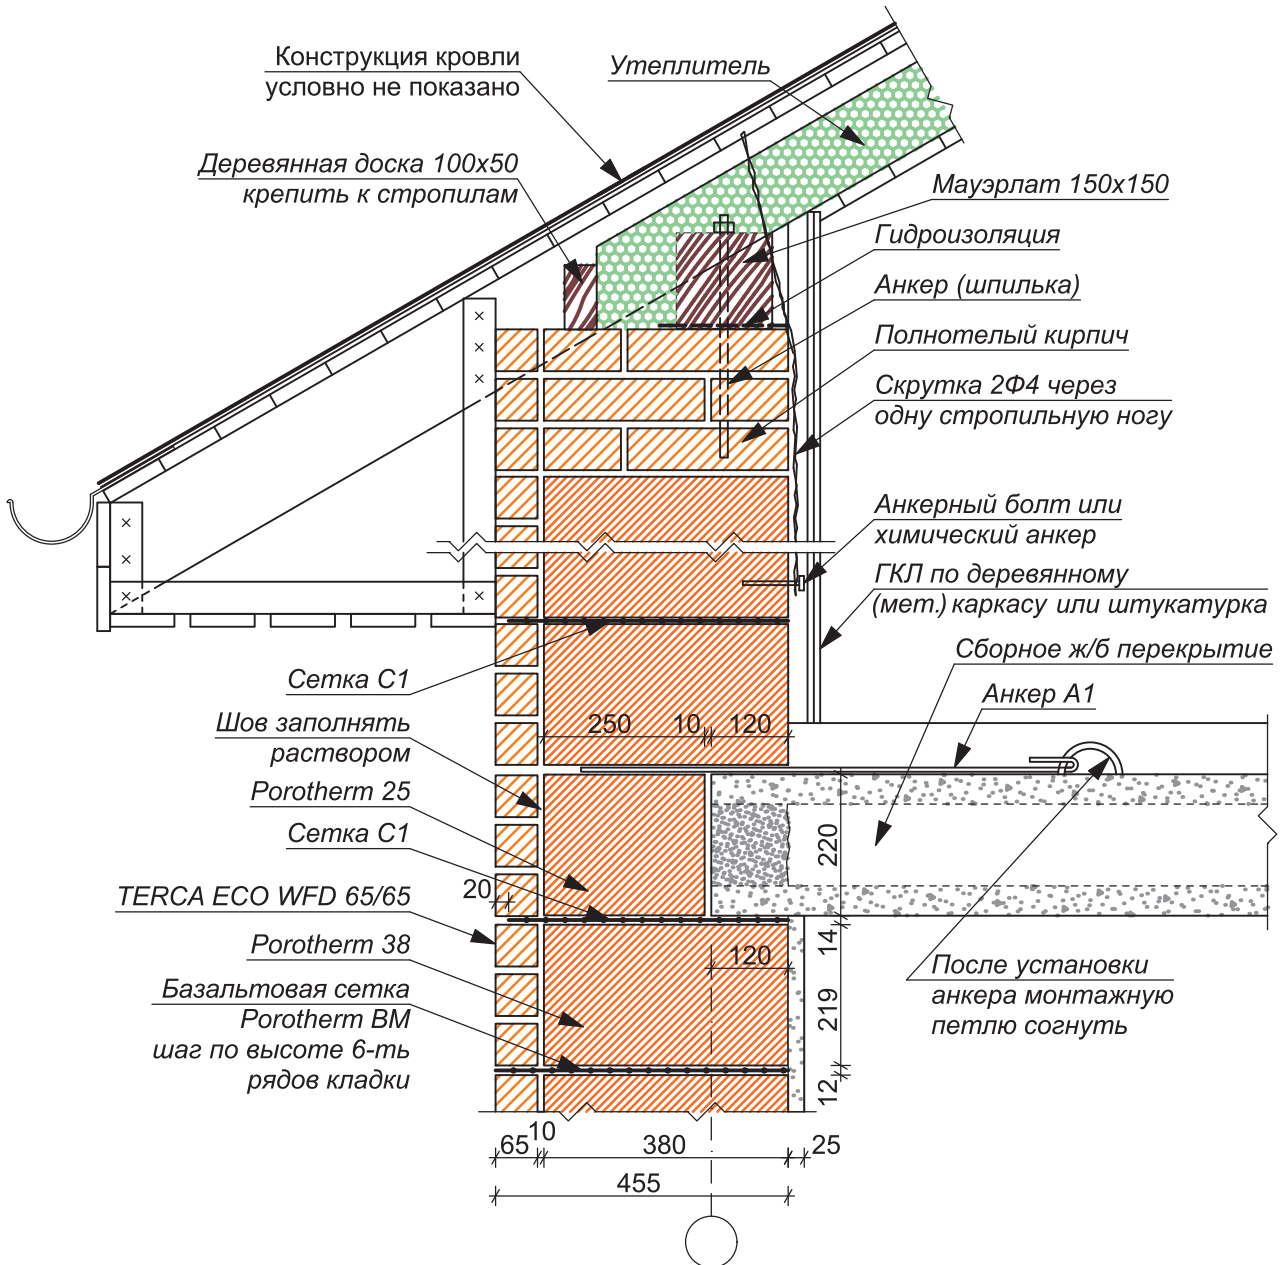 Конструкция кровли
условно не показано
Утеплитель
Деревянная доска 100х50
крепить к стропилам
Мауэрлат 150х150
Гидроизоляция
Анкер (шпилька)
Полнотелый кирпич
Скрутка 2Ф4 через
одну стропильную ногу
Анкерный болт или
химический анкер
ГКЛ по деревянному
(мет.) каркасу или штукатурка
Сборное ж/б перекрытие
Анкер А1
Сетка С1
Шов заполнять
раствором
250
10
120
Porotherm 25
Сетка С1
220
20
TERCA ECO WFD 65/65
Porotherm 38
14
120
После установки
анкера монтажную
петлю согнуть
Базальтовая сетка
Porotherm BM
шаг по высоте 6-ть
рядов кладки
219
12
65
10
380
25
455